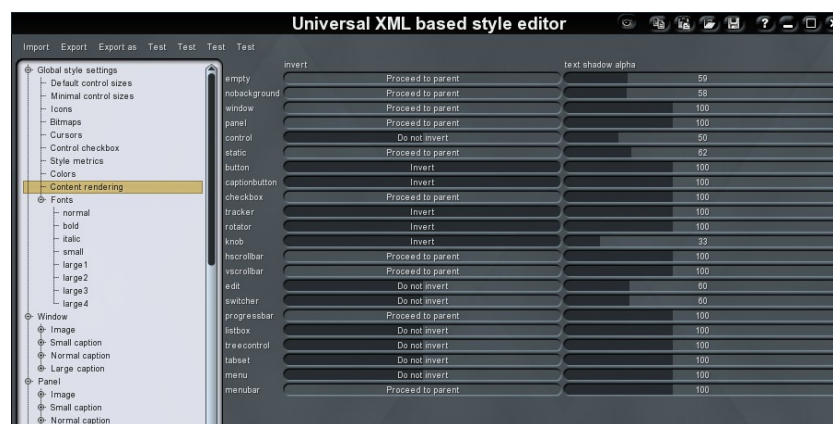 Universal XML based style editor
?
Import Export Export as Test Test Test Test
Global style settings
Default control sizes
Minimal control sizes
Icons
Bitmaps
Cursors
Control checkbox
Style metrics
Colors
Content rendering
Fonts
normal
bold
italic
small
large1
large2
large3
large4
Window
Image
Small caption
Normal caption
Large caption
Panel
Image
Small caption
Normal caption
invert text shadow alpha
empty Proceed to parent 59
nobackground Proceed to parent 58
window Proceed to parent 100
panel Proceed to parent 100
control Do not invert 50
static Proceed to parent 62
button Invert 100
captionbutton Invert 100
checkbox Proceed to parent 100
tracker Invert 100
rotator Invert 100
knob Invert 33
hscrollbar Proceed to parent 100
vscrollbar Proceed to parent 100
edit Do not invert 60
switcher Do not invert 60
progressbar Proceed to parent 100
listbox Do not invert 100
treecontrol Do not invert 100
tabset Do not invert 100
menu Do not invert 100
menubar Proceed to parent 100